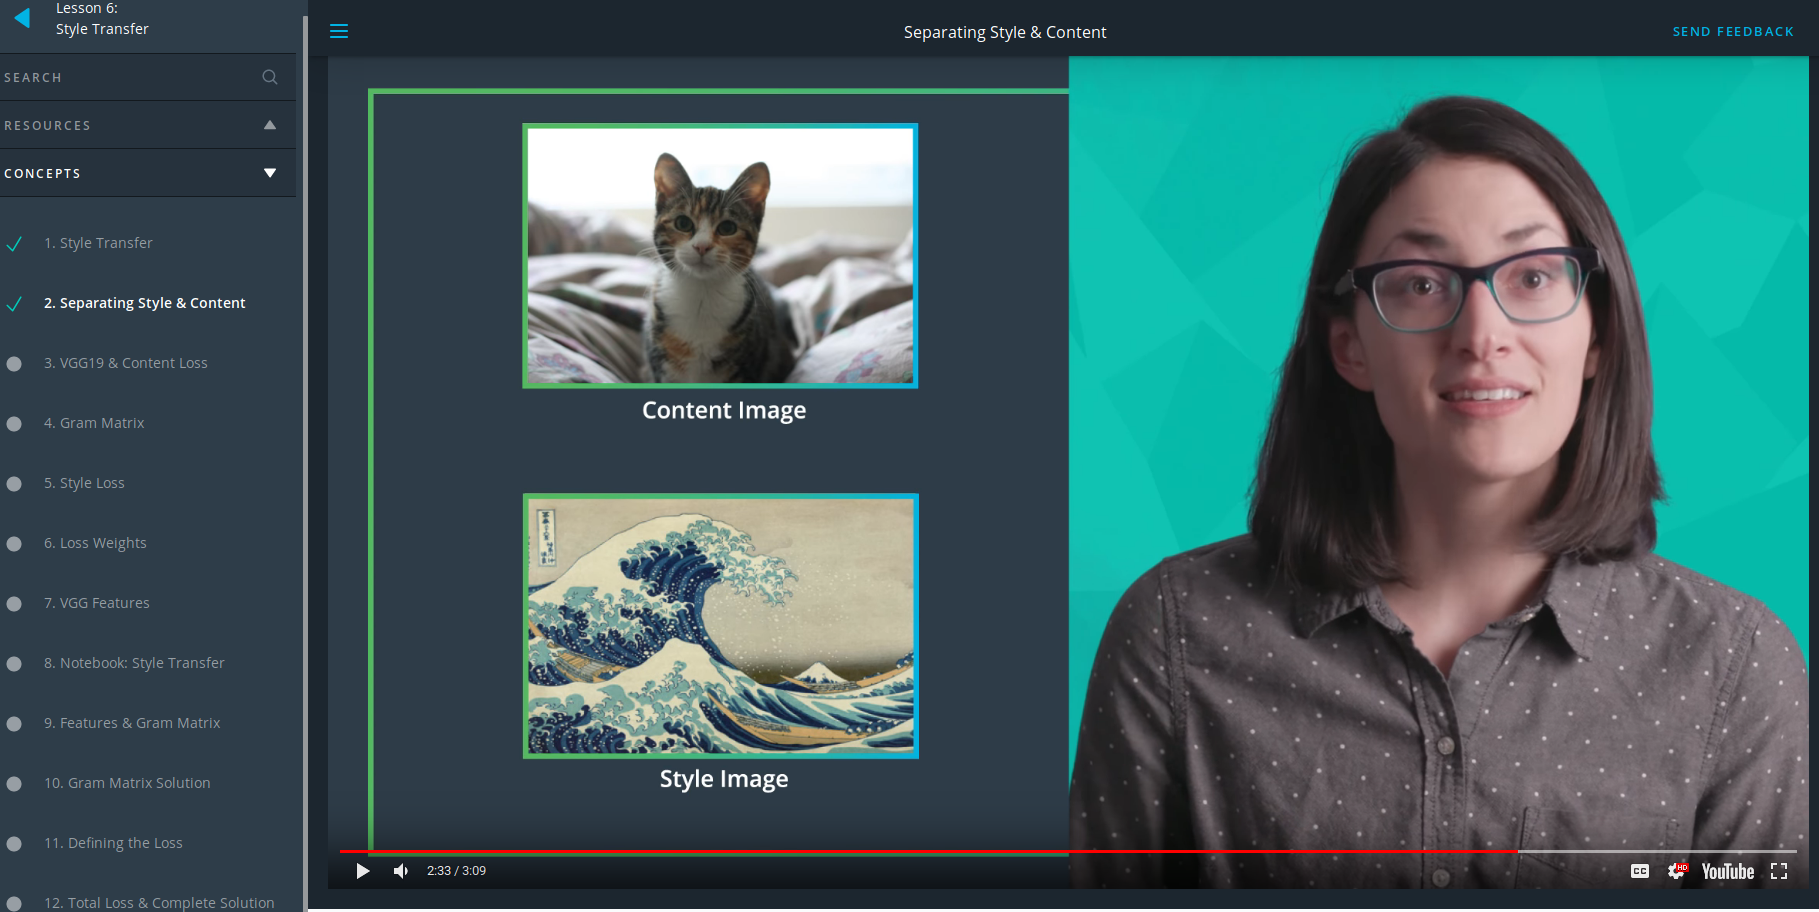 Lesson 6:
Style Transfer
SEARCH
RESOURCES
CONCEPTS
1. Style Transfer
2. Separating Style & Content
3. VGG19 & Content Loss
4. Gram Matrix
5. Style Loss
6. Loss Weights
7. VGG Features
8. Notebook: Style Transfer
9. Features & Gram Matrix
10. Gram Matrix Solution
11. Defining the Loss
12. Total Loss & Complete Solution
Separating Style & Content
SEND FEEDBACK
Content Image
Style Image
2:33 / 3:09
CC
HD
YouTube